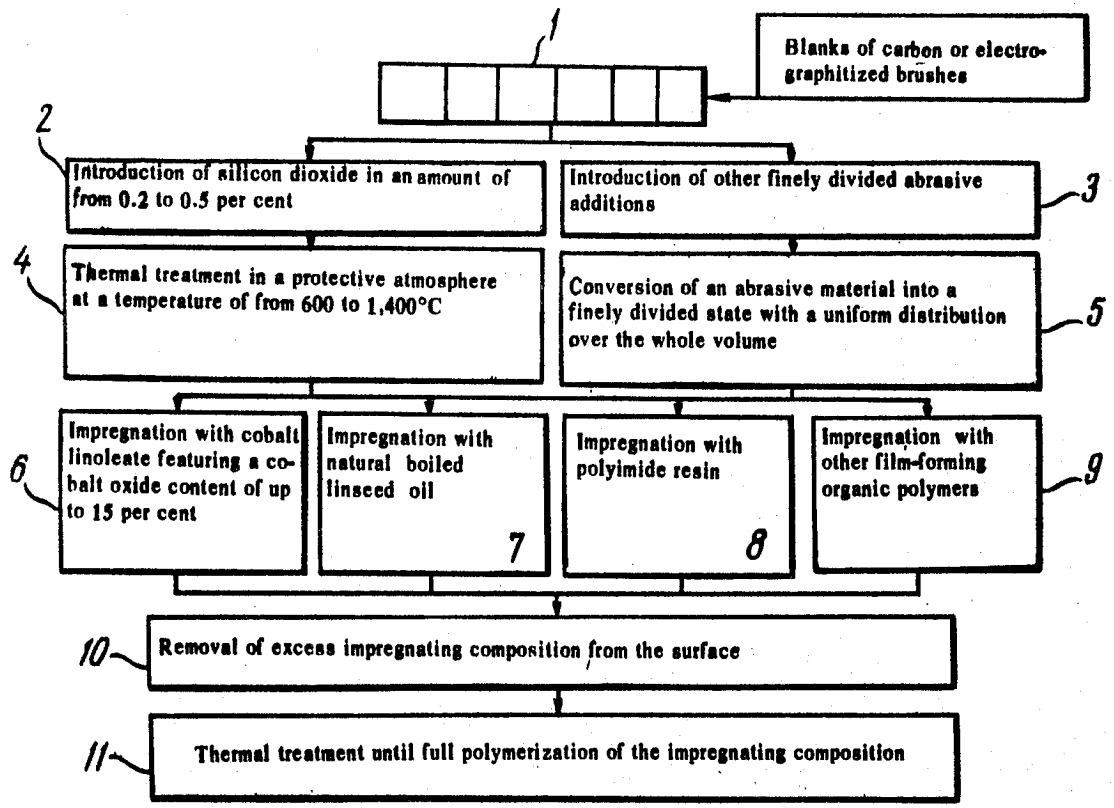 1
Blanks of carbon or electro-
graphitized brushes
2
Introduction of silicon dioxide in an amount of
from 0.2 to 0.5 per cent
Introduction of other finely divided abrasive
additions
3
4
Thermal treatment in a protective atmosphere
at a temperature of from 600 to 1,400°C
Conversion of an abrasive material into a
finely divided state with a uniform distribution
over the whole volume
5
6
Impregnation with cobalt
linoleate featuring a co-
balt oxide content of up
to 15 per cent
Impregnation with
natural boiled
linseed oil
7
Impregnation with
polyimide resin
8
Impregnation with
other film-forming
organic polymers
9
10
Removal of excess impregnating composition from the surface
11
Thermal treatment until full polymerization of the impregnating composition